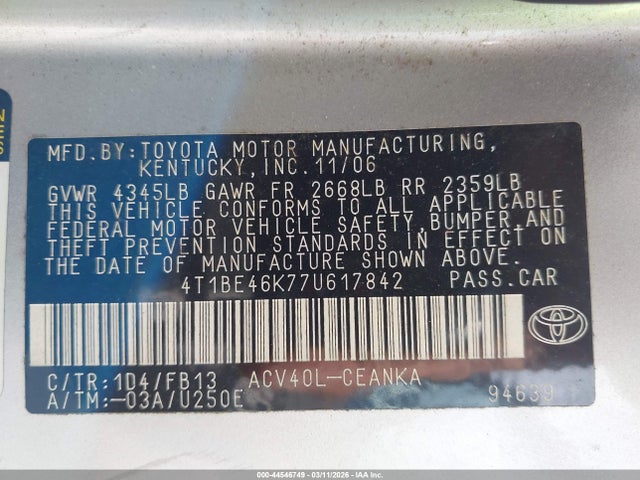 MFD.BY:TOYOTA MOTOR MANUFACTURING,
KENTUCKY,INC.11/06
GVWR 4345LB GAWR FR 2668LB RR 2359LB
THIS VEHICLE CONFORMS TO ALL APPLICABLE
FEDERAL MOTOR VEHICLE SAFETY,BUMPER,AND
THEFT PREVENTION STANDARDS IN EFFECT ON
THE DATE OF MANUFACTURE SHOWN ABOVE.
4T1BE46K77U617842 PASS.CAR
C/TR:1D4/FB13 ACV40L-CEANKA
A/TM:-03A/U250E 94639
000-44546749 - 03/11/2026 - IAAI.CA